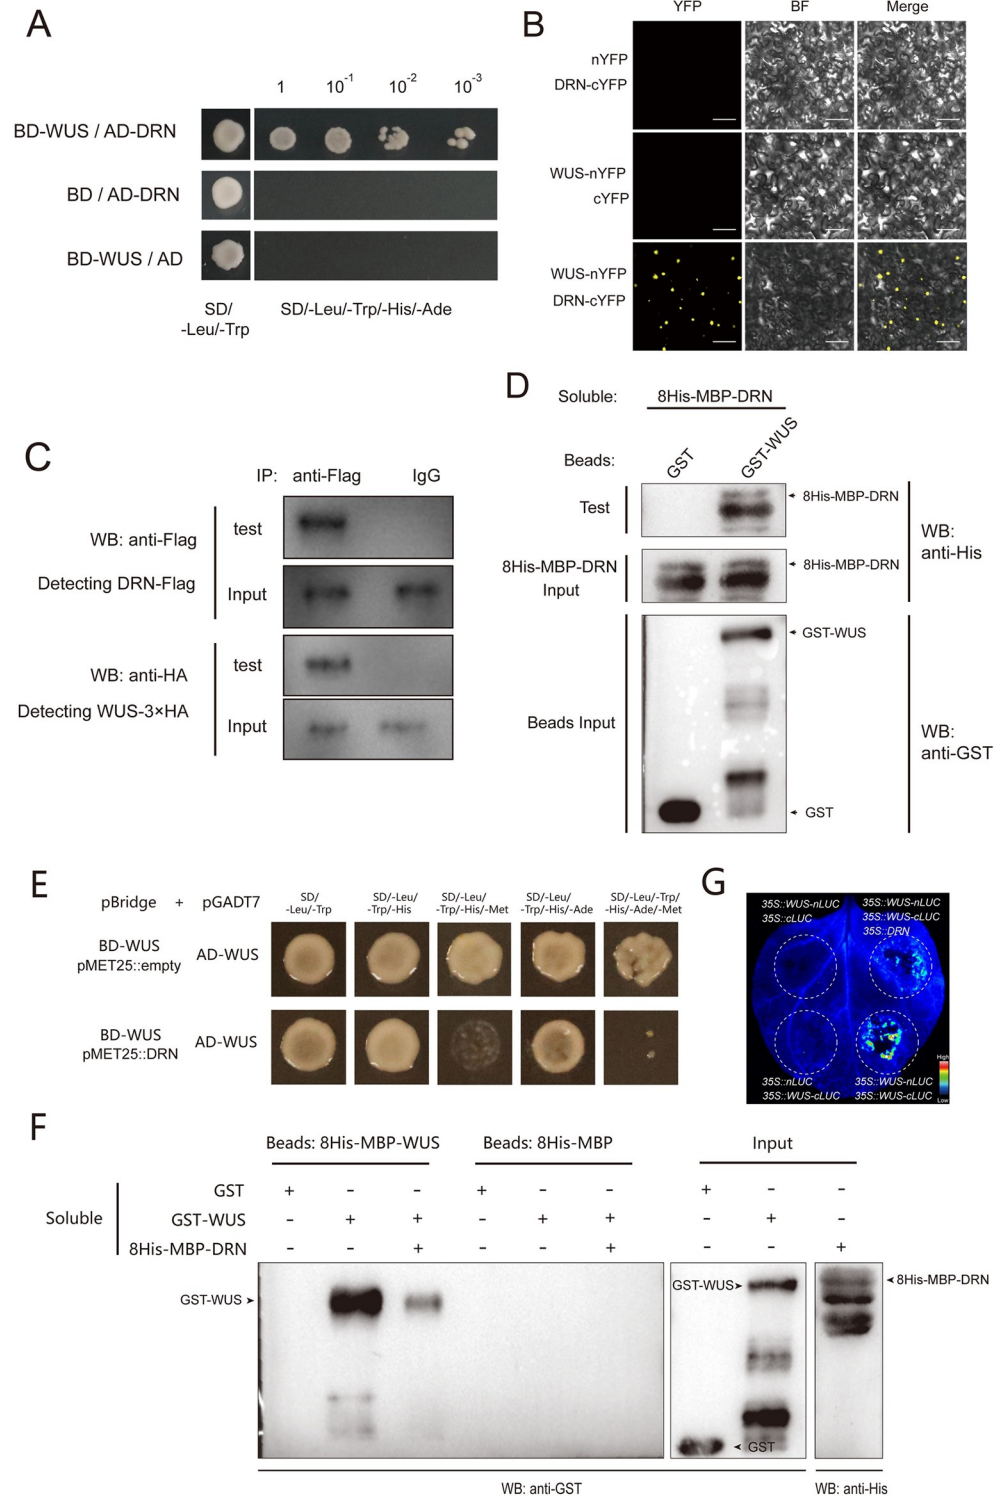 A
1 10-1 10-2 10-3
BD-WUS / AD-DRN
BD / AD-DRN
BD-WUS / AD
SD/
-Leu/-Trp
SD/-Leu/-Trp/-His/-Ade
B
YFP BF Merge
nYFP
DRN-cYFP
WUS-nYFP
cYFP
WUS-nYFP
DRN-cYFP
C
IP: anti-Flag IgG
WB: anti-Flag
Detecting DRN-Flag
test
Input
WB: anti-HA
Detecting WUS-3×HA
test
Input
D
Soluble: 8His-MBP-DRN
Beads: GST GST-WUS
Test
8His-MBP-DRN
8His-MBP-DRN
Input
8His-MBP-DRN
WB:
anti-His
GST-WUS
Beads Input
GST
WB:
anti-GST
E
pBridge + pGADT7
SD/
-Leu/-Trp
SD/-Leu/
-Trp/-His
SD/-Leu/
-Trp/-His/-Met
SD/-Leu/
-Trp/-His/-Ade
SD/-Leu/-Trp/
-His/-Ade/-Met
BD-WUS
pMET25::empty
AD-WUS
BD-WUS
pMET25::DRN
AD-WUS
G
35S::WUS-nLUC
35S::cLUC
35S::WUS-nLUC
35S::WUS-cLUC
35S::DRN
35S::nLUC
35S::WUS-cLUC
35S::WUS-nLUC
35S::WUS-cLUC
High
Low
F
Beads: 8His-MBP-WUS Beads: 8His-MBP Input
Soluble
GST + - - + - - + - -
GST-WUS - + + - + + - + -
8His-MBP-DRN - - + - - + - - +
GST-WUS
GST-WUS
8His-MBP-DRN
GST
WB: anti-GST WB: anti-His